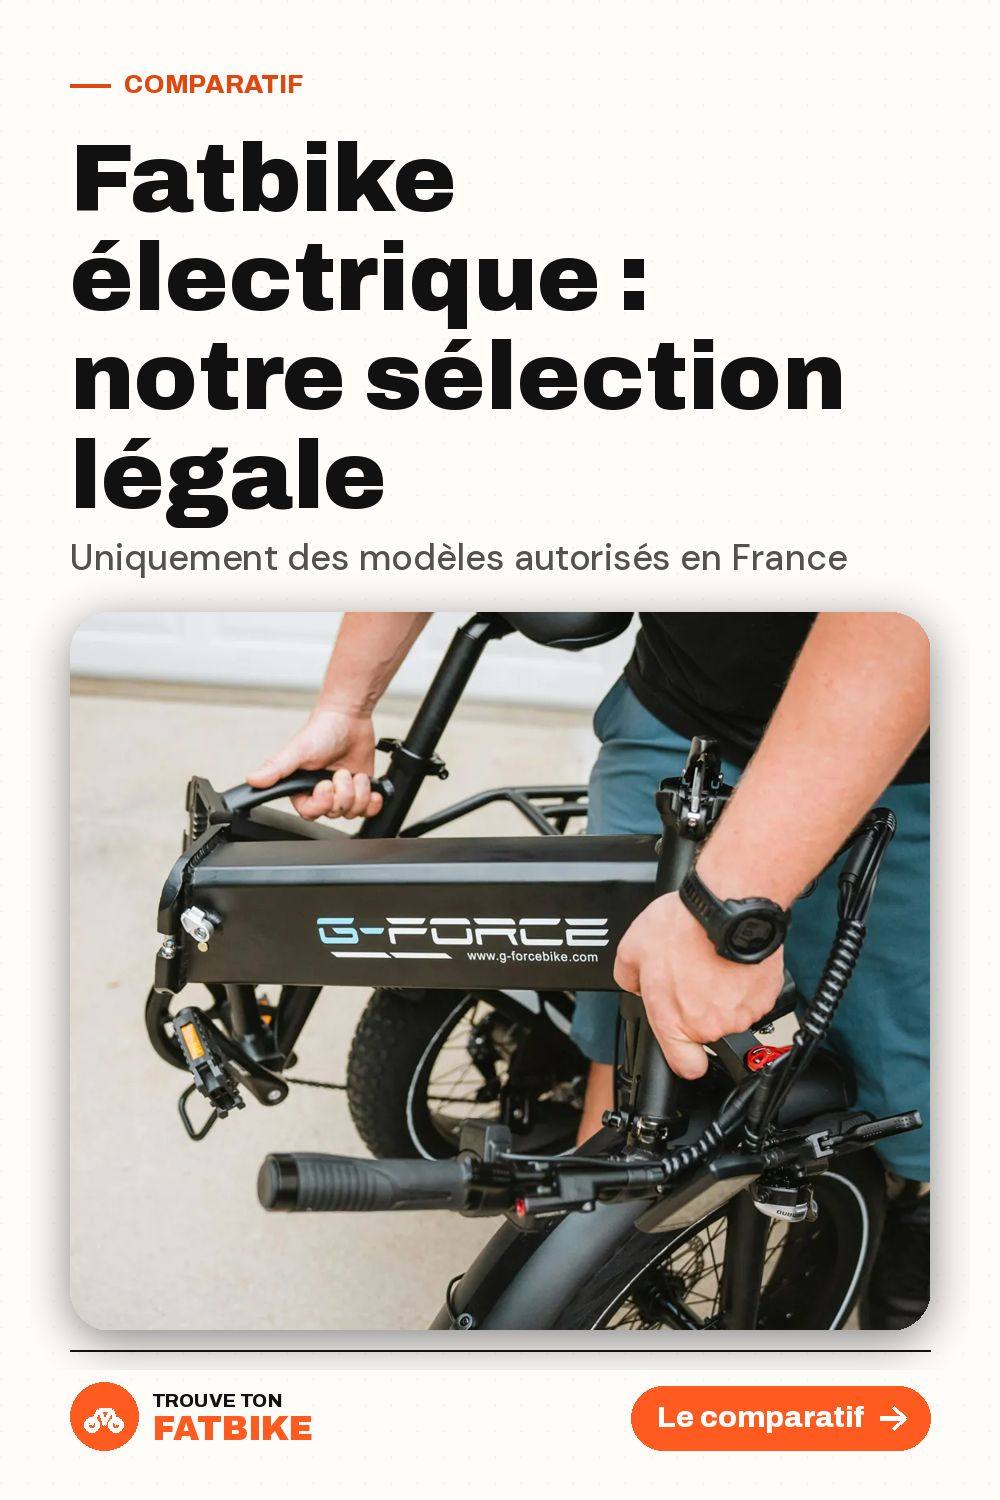 COMPARATIF
Fatbike
électrique :
notre sélection
légale
Uniquement des modèles autorisés en France
G-FORCE
www.g-forcebike.com
TROUVE TON
FATBIKE
Le comparatif →